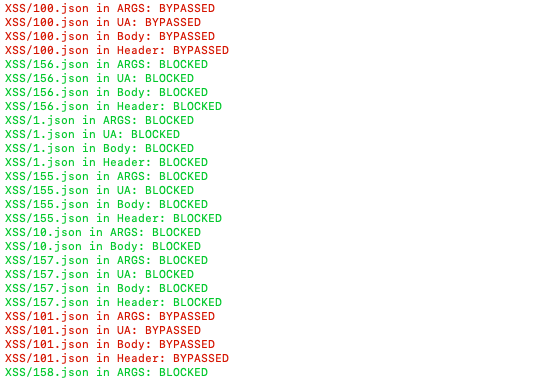 XSS/100.json in ARGS: BYPASSED
XSS/100.json in UA: BYPASSED
XSS/100.json in Body: BYPASSED
XSS/100.json in Header: BYPASSED
XSS/156.json in ARGS: BLOCKED
XSS/156.json in UA: BLOCKED
XSS/156.json in Body: BLOCKED
XSS/156.json in Header: BLOCKED
XSS/1.json in ARGS: BLOCKED
XSS/1.json in UA: BLOCKED
XSS/1.json in Body: BLOCKED
XSS/1.json in Header: BLOCKED
XSS/155.json in ARGS: BLOCKED
XSS/155.json in UA: BLOCKED
XSS/155.json in Body: BLOCKED
XSS/155.json in Header: BLOCKED
XSS/10.json in ARGS: BLOCKED
XSS/10.json in Body: BLOCKED
XSS/157.json in ARGS: BLOCKED
XSS/157.json in UA: BLOCKED
XSS/157.json in Body: BLOCKED
XSS/157.json in Header: BLOCKED
XSS/101.json in ARGS: BYPASSED
XSS/101.json in UA: BYPASSED
XSS/101.json in Body: BYPASSED
XSS/101.json in Header: BYPASSED
XSS/158.json in ARGS: BLOCKED